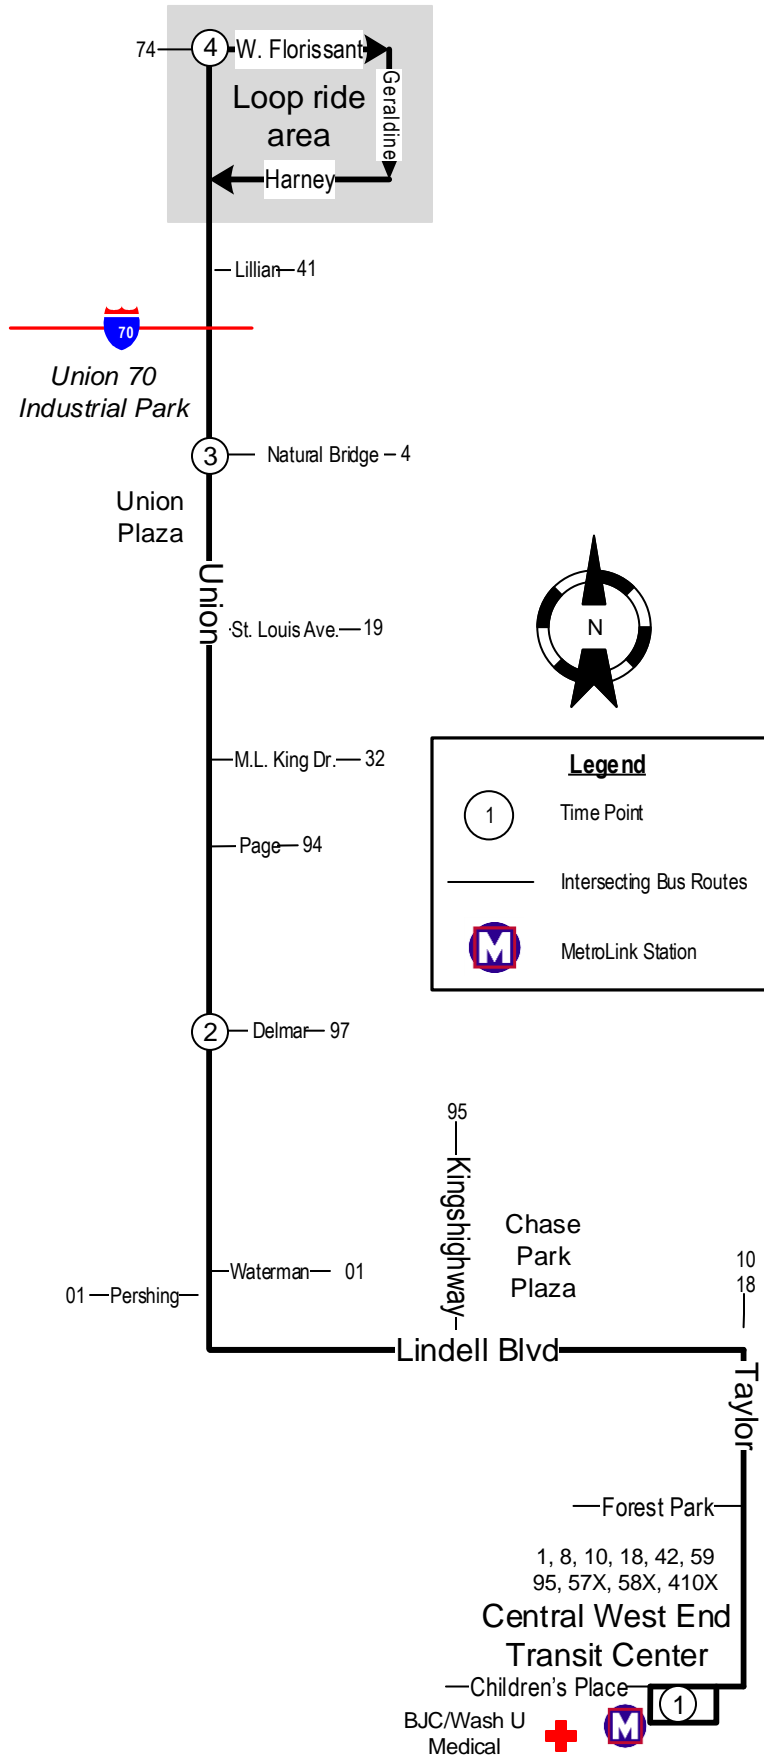 74
4
W. Florissant
Geraldine
Loop ride
area
Harney
Lillian 41
70
Union 70
Industrial Park
3
Natural Bridge 4
Union
Plaza
Union
St. Louis Ave. 19
N
M.L. King Dr. 32
Page 94
Legend
1 Time Point
Intersecting Bus Routes
M MetroLink Station
2
Delmar 97
95
Kingshighway
Chase
Park
Plaza
10
18
Waterman 01
01 Pershing
Lindell Blvd
Taylor
Forest Park
1, 8, 10, 18, 42, 59
95, 57X, 58X, 410X
Central West End
Transit Center
Children's Place
1
BJC/Wash U
Medical
M